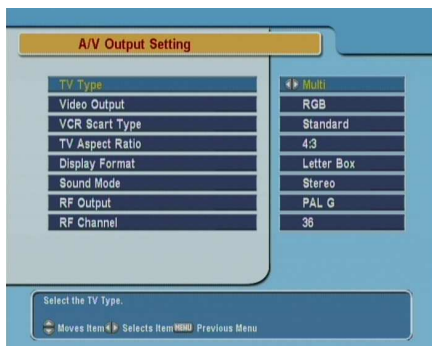 A/V Output Setting
TV Type Multi
Video Output RGB
VCR Scart Type Standard
TV Aspect Ratio 4:3
Display Format Letter Box
Sound Mode Stereo
RF Output PAL G
RF Channel 36
Select the TV Type.
Moves Item Selects Item MENU Previous Menu